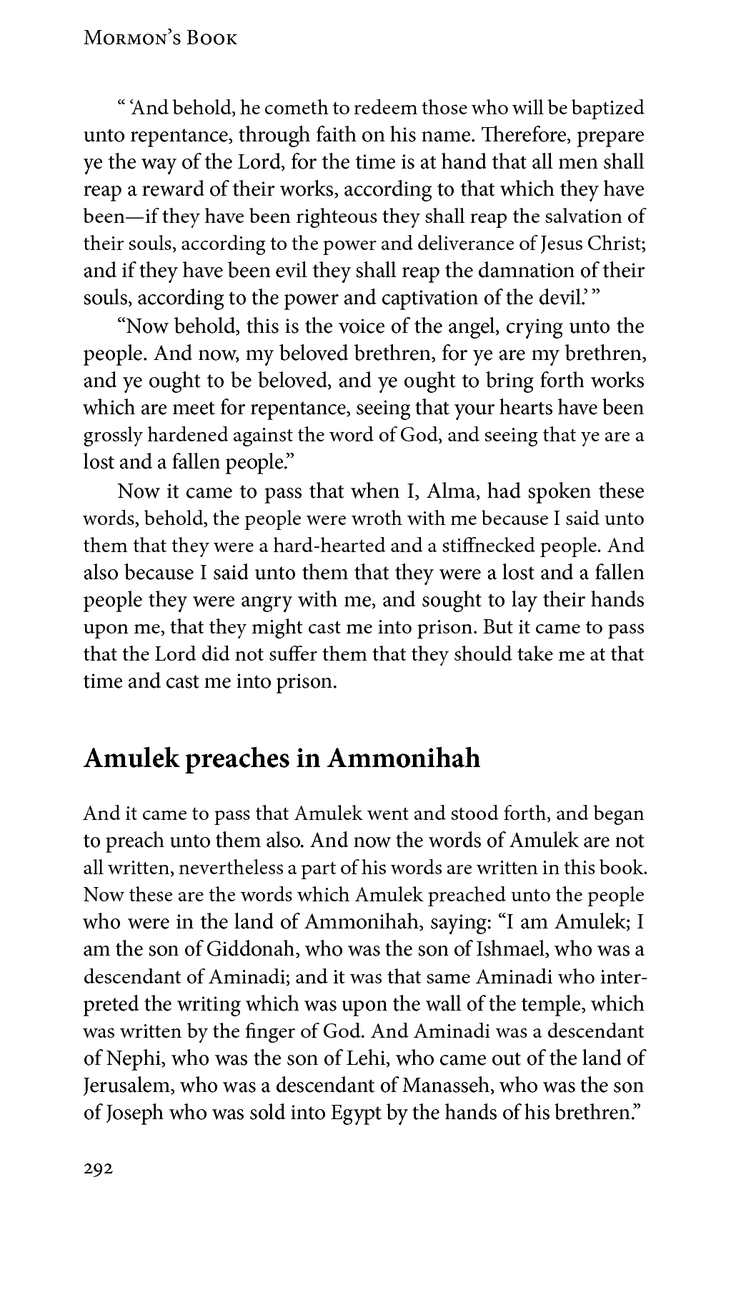 Mormon’s Book
“ ‘And behold, he cometh to redeem those who will be baptized
unto repentance, through faith on his name. Therefore, prepare
ye the way of the Lord, for the time is at hand that all men shall
reap a reward of their works, according to that which they have
been—if they have been righteous they shall reap the salvation of
their souls, according to the power and deliverance of Jesus Christ;
and if they have been evil they shall reap the damnation of their
souls, according to the power and captivation of the devil.’ ”
“Now behold, this is the voice of the angel, crying unto the
people. And now, my beloved brethren, for ye are my brethren,
and ye ought to be beloved, and ye ought to bring forth works
which are meet for repentance, seeing that your hearts have been
grossly hardened against the word of God, and seeing that ye are a
lost and a fallen people.”
Now it came to pass that when I, Alma, had spoken these
words, behold, the people were wroth with me because I said unto
them that they were a hard-hearted and a stiffnecked people. And
also because I said unto them that they were a lost and a fallen
people they were angry with me, and sought to lay their hands
upon me, that they might cast me into prison. But it came to pass
that the Lord did not suffer them that they should take me at that
time and cast me into prison.
Amulek preaches in Ammonihah
And it came to pass that Amulek went and stood forth, and began
to preach unto them also. And now the words of Amulek are not
all written, nevertheless a part of his words are written in this book.
Now these are the words which Amulek preached unto the people
who were in the land of Ammonihah, saying: “I am Amulek; I
am the son of Giddonah, who was the son of Ishmael, who was a
descendant of Aminadi; and it was that same Aminadi who inter-
preted the writing which was upon the wall of the temple, which
was written by the finger of God. And Aminadi was a descendant
of Nephi, who was the son of Lehi, who came out of the land of
Jerusalem, who was a descendant of Manasseh, who was the son
of Joseph who was sold into Egypt by the hands of his brethren.”
292